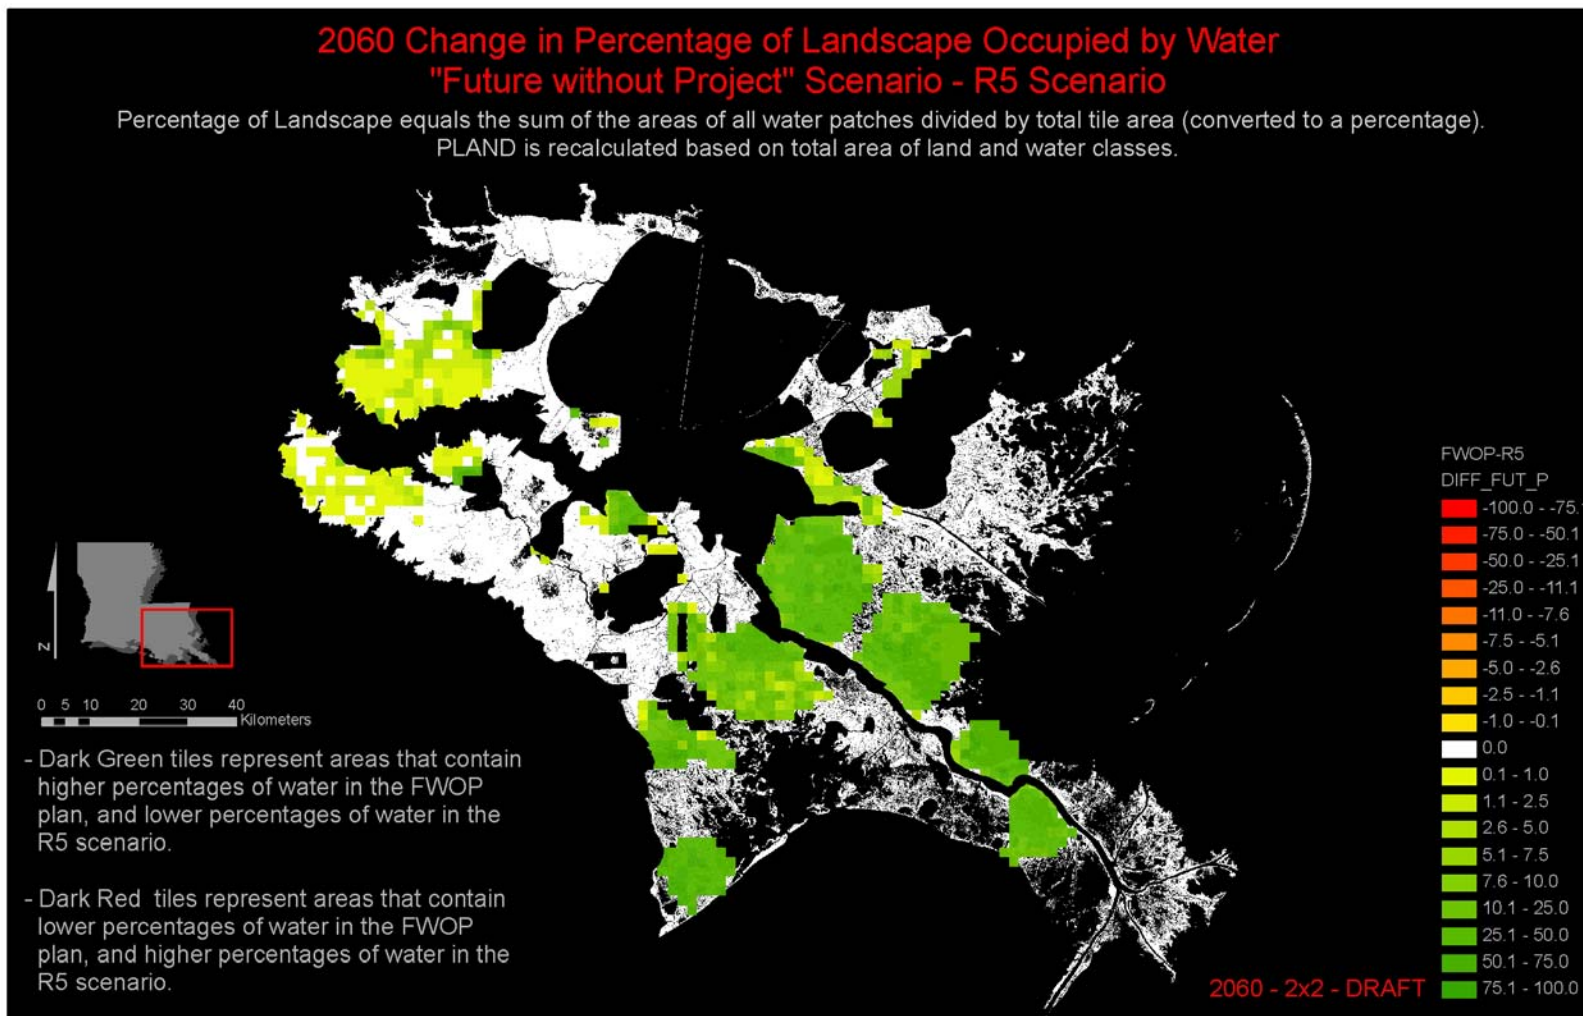 2060 Change in Percentage of Landscape Occupied by Water
"Future without Project" Scenario - R5 Scenario
Percentage of Landscape equals the sum of the areas of all water patches divided by total tile area (converted to a percentage).
PLAND is recalculated based on total area of land and water classes.
N
0 5 10 20 30 40
Kilometers
- Dark Green tiles represent areas that contain
higher percentages of water in the FWOP
plan, and lower percentages of water in the
R5 scenario.
- Dark Red tiles represent areas that contain
lower percentages of water in the FWOP
plan, and higher percentages of water in the
R5 scenario.
FWOP-R5
DIFF_FUT_P
-100.0 - -75.1
-75.0 - -50.1
-50.0 - -25.1
-25.0 - -11.1
-11.0 - -7.6
-7.5 - -5.1
-5.0 - -2.6
-2.5 - -1.1
-1.0 - -0.1
0.0
0.1 - 1.0
1.1 - 2.5
2.6 - 5.0
5.1 - 7.5
7.6 - 10.0
10.1 - 25.0
25.1 - 50.0
50.1 - 75.0
75.1 - 100.0
2060 - 2x2 - DRAFT